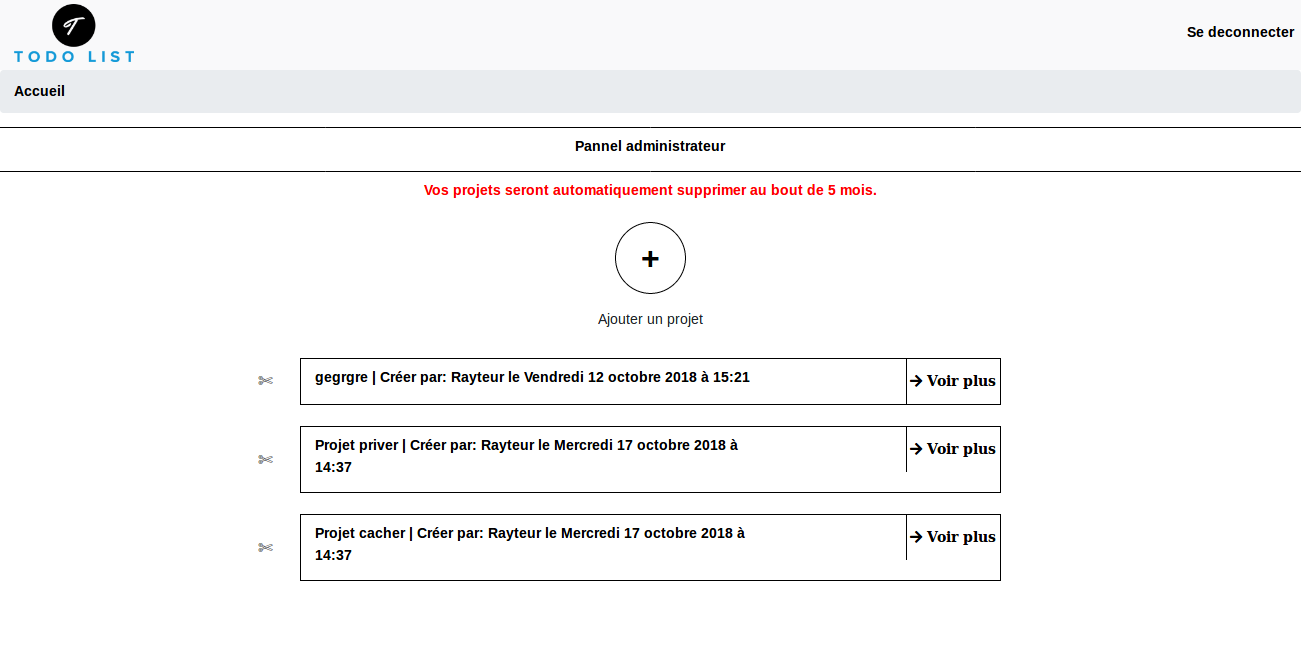 TODO LIST
Se deconnecter
Accueil
Pannel administrateur
Vos projets seront automatiquement supprimer au bout de 5 mois.
+
Ajouter un projet
gegrgre | Créer par: Rayteur le Vendredi 12 octobre 2018 à 15:21
Voir plus
Projet priver | Créer par: Rayteur le Mercredi 17 octobre 2018 à
14:37
Voir plus
Projet cacher | Créer par: Rayteur le Mercredi 17 octobre 2018 à
14:37
Voir plus